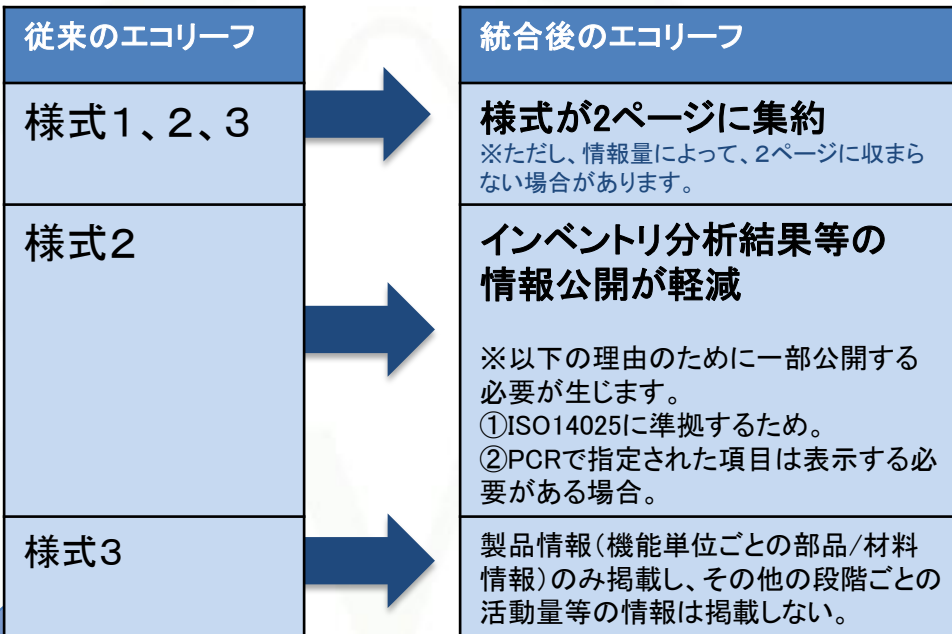 従来のエコリーフ
統合後のエコリーフ
様式1、2、3
様式が2ページに集約
※ただし、情報量によって、2ページに収まら
ない場合があります。
様式2
インベントリ分析結果等の
情報公開が軽減
※以下の理由のために一部公開する
必要が生じます。
①ISO14025に準拠するため。
②PCRで指定された項目は表示する必
要がある場合。
様式3
製品情報(機能単位ごとの部品/材料
情報)のみ掲載し、その他の段階ごとの
活動量等の情報は掲載しない。